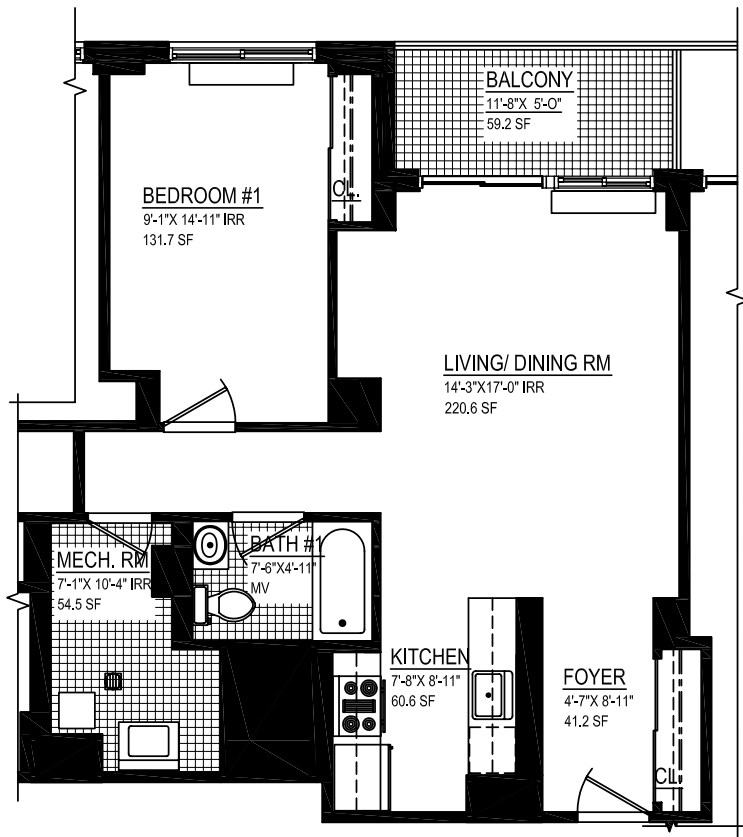 BALCONY
11'-8"X 5'-O"
59.2 SF
CL.
BEDROOM #1
9'-1"X 14'-11" IRR
131.7 SF
LIVING/ DINING RM
14'-3"X17'-0" IRR
220.6 SF
MECH. RM
7'-1"X 10'-4" IRR
54.5 SF
BATH #1
7'-6"X4'-11"
MV
KITCHEN
7'-8"X 8'-11"
60.6 SF
FOYER
4'-7"X 8'-11"
41.2 SF
CL.